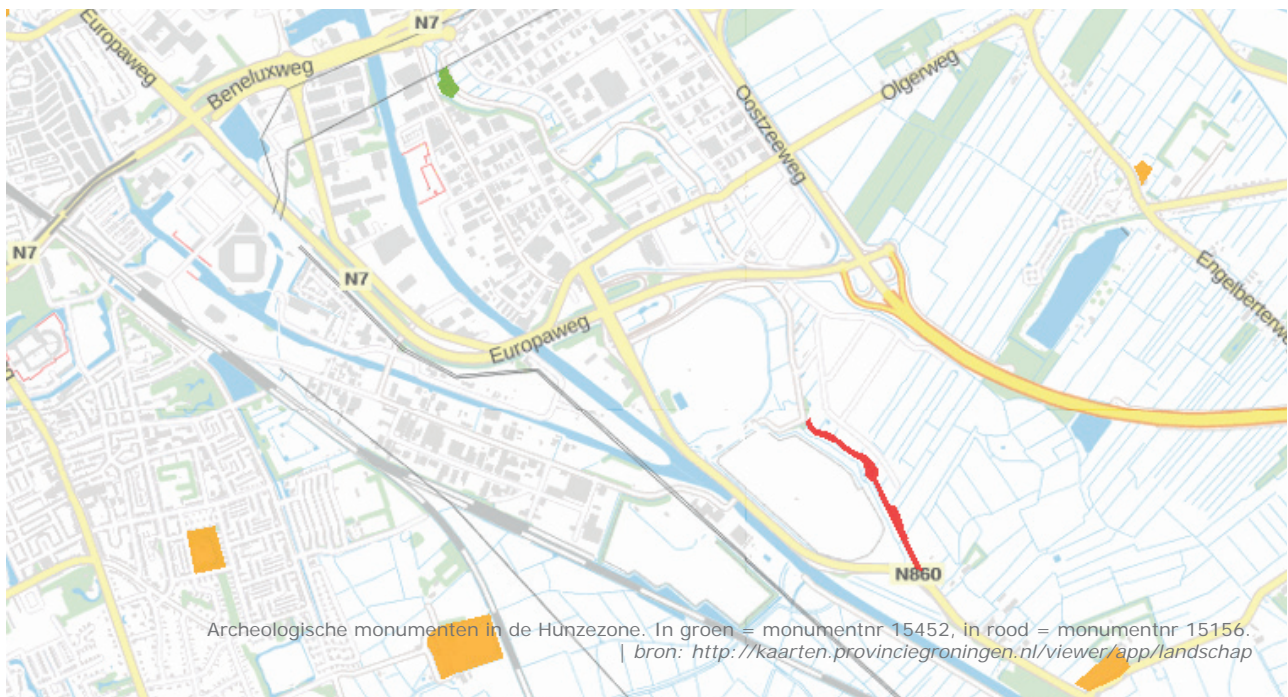 N7
Europaweg
Beneluxweg
Olgerweg
Oostzeeweg
N7
N7
Engelberterwe
Europaweg
N860
Archeologische monumenten in de Hunzezone. In groen = monumentnr 15452, in rood = monumentnr 15156.
| bron: http://kaarten.provinciegroningen.nl/viewer/app/landschap